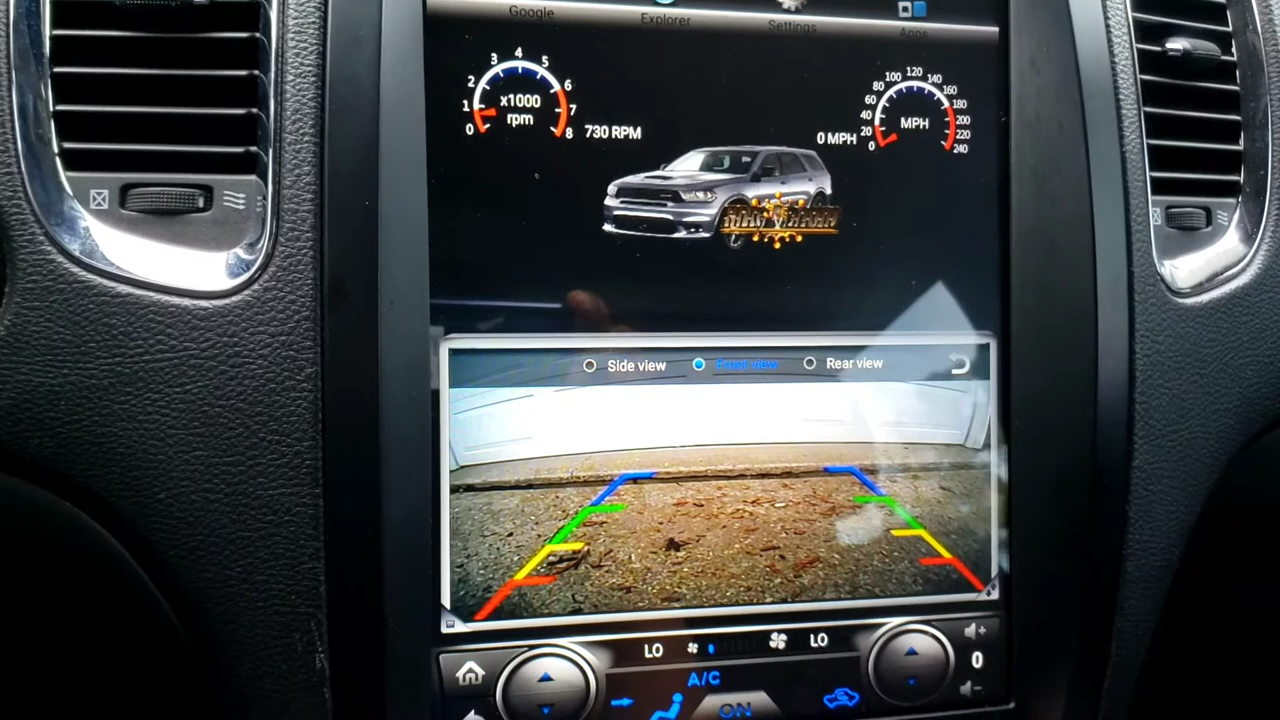 Google Explorer Settings Apps
0 1 2 3 4 5 6 7 8
x1000
rpm
730 RPM
0 MPH
0 20 40 60 80 100 120 140 160 180 200 220 240
MPH
Side view Front view Rear view
LO LO
A/C
0
ON